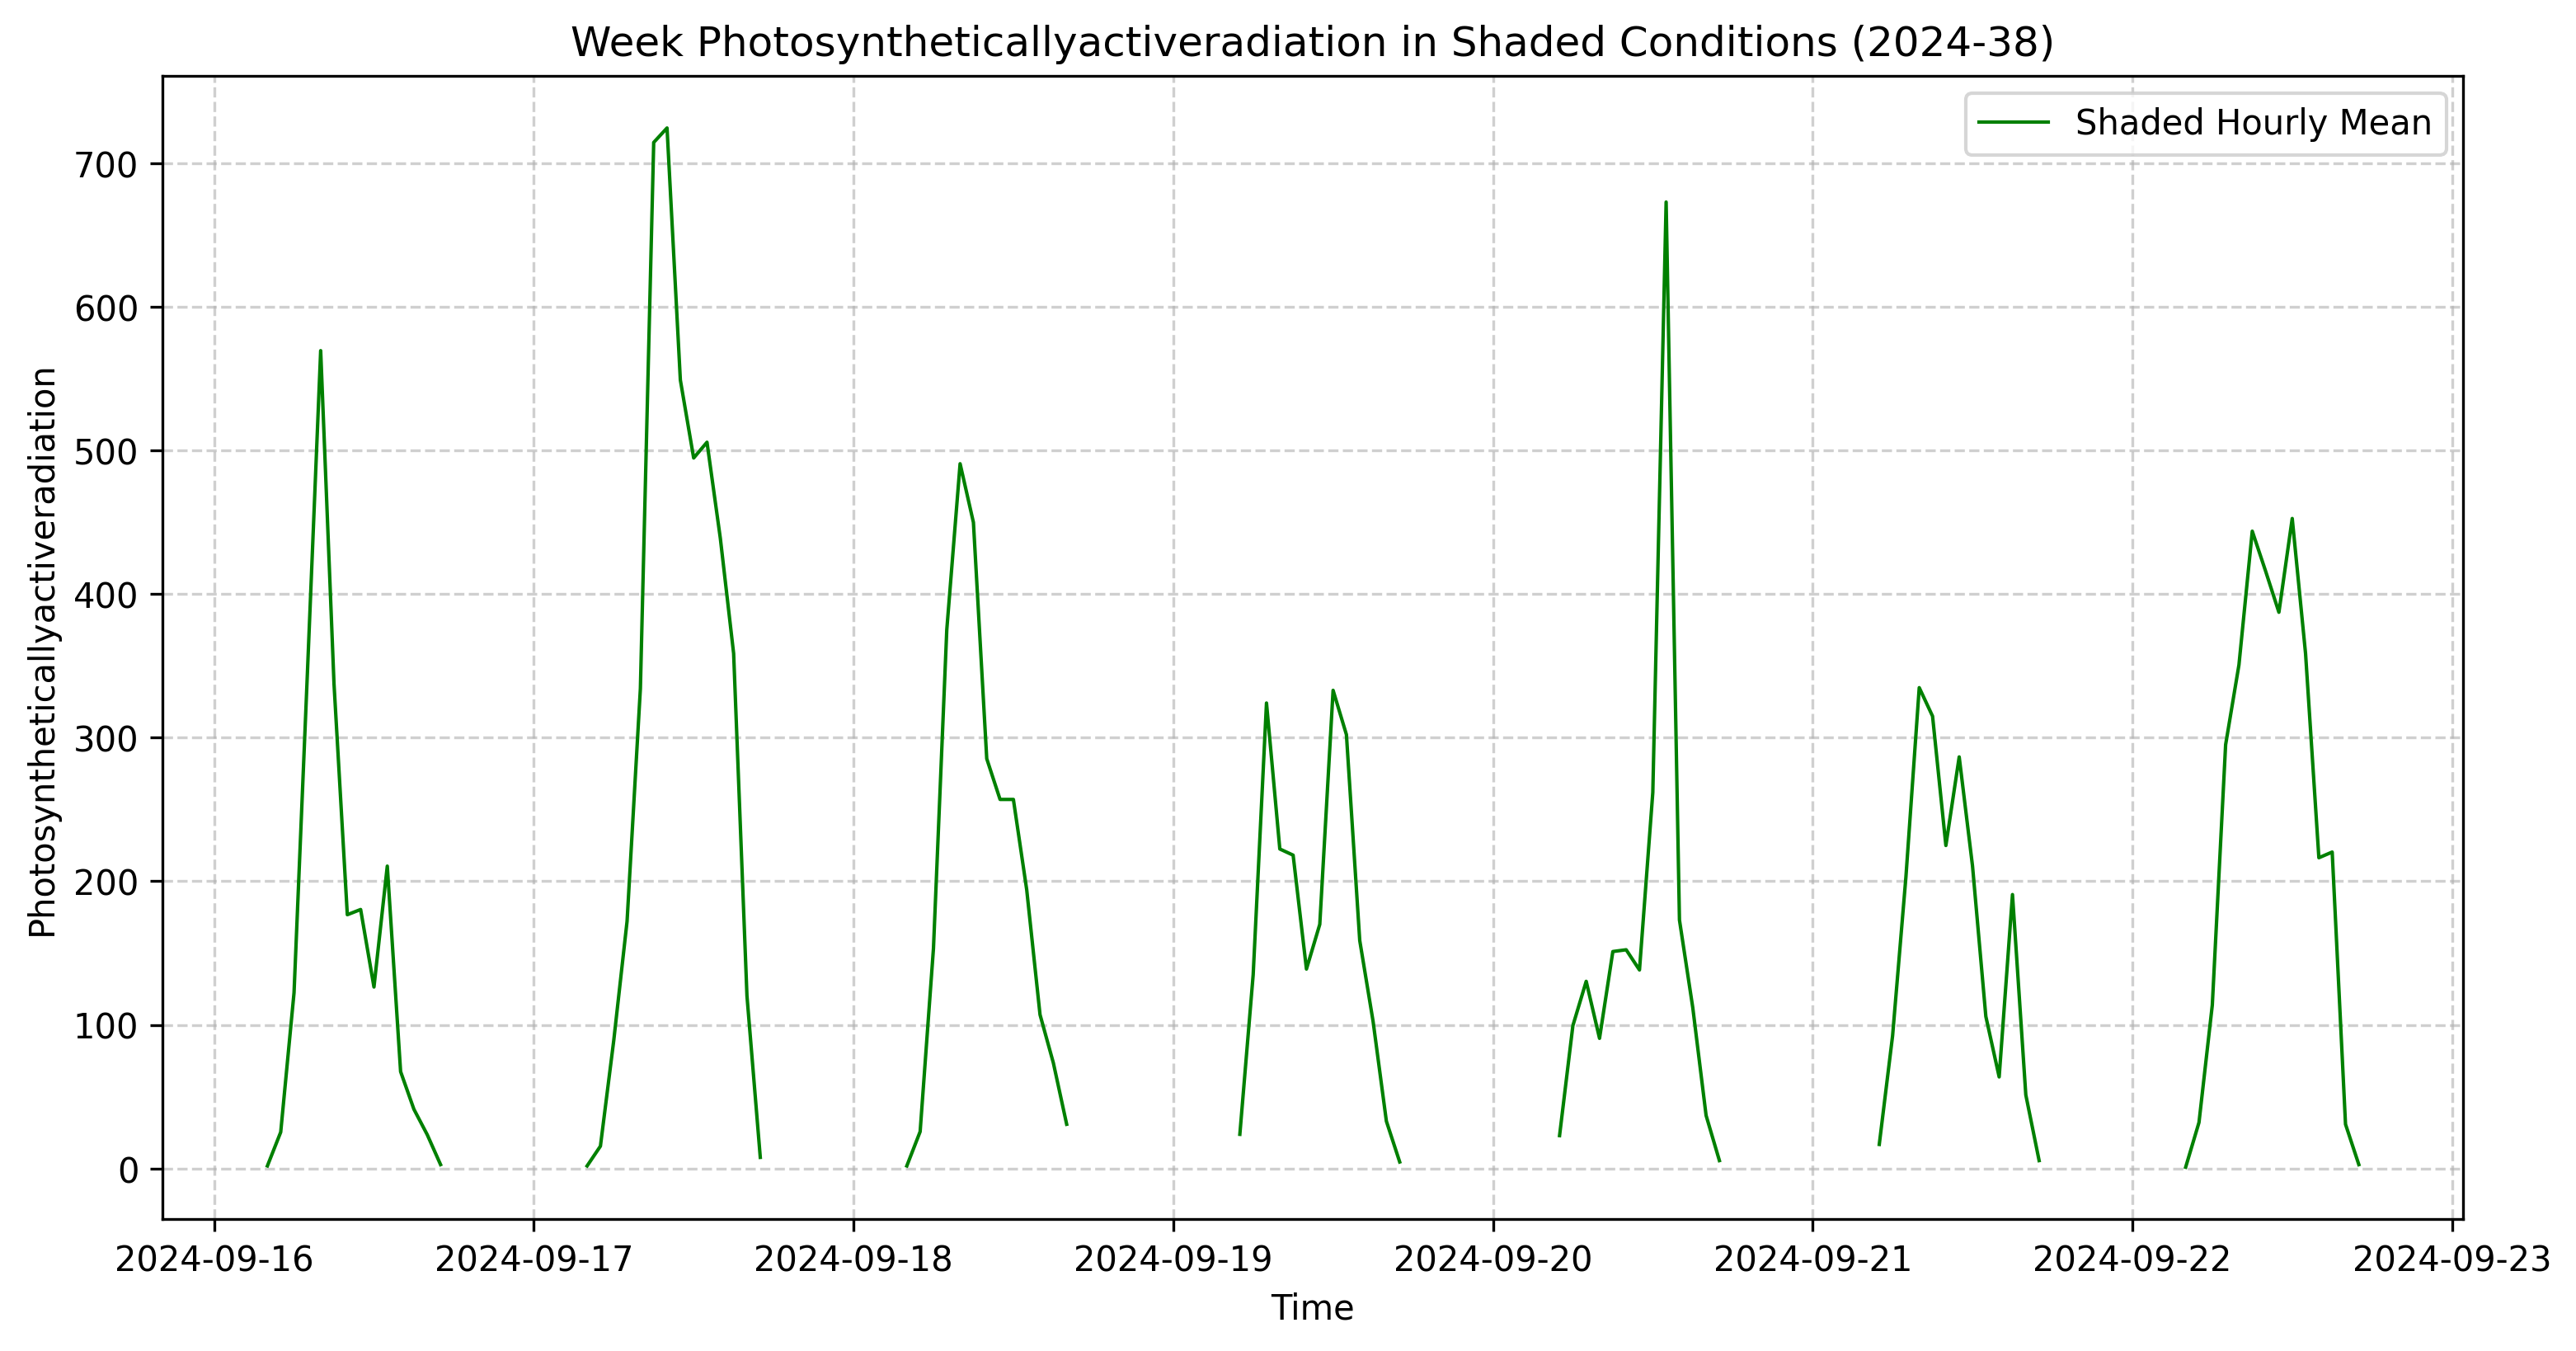 Week Photosyntheticallyactiveradiation in Shaded Conditions (2024-38)
Shaded Hourly Mean
Photosyntheticallyactiveradiation
700
600
500
400
300
200
100
0
2024-09-16 2024-09-17 2024-09-18 2024-09-19 2024-09-20 2024-09-21 2024-09-22 2024-09-23
Time